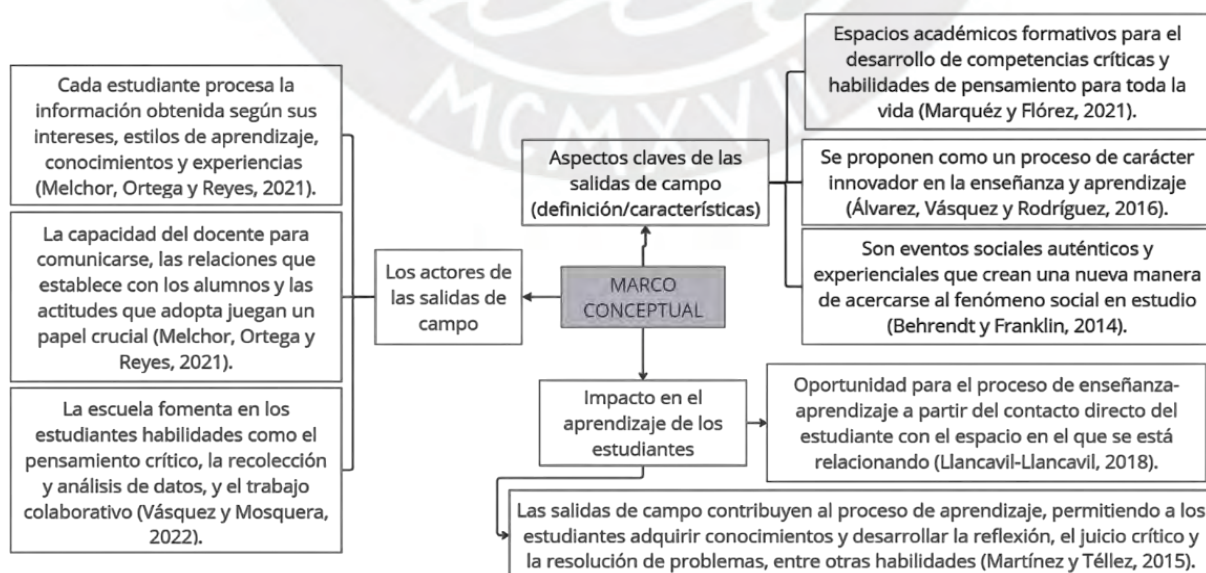 MCMXVII
Espacios académicos formativos para el
desarrollo de competencias críticas y
habilidades de pensamiento para toda la
vida (Marquéz y Flórez, 2021).
Aspectos claves de las
salidas de campo
(definición/características)
Se proponen como un proceso de carácter
innovador en la enseñanza y aprendizaje
(Álvarez, Vásquez y Rodríguez, 2016).
Son eventos sociales auténticos y
experienciales que crean una nueva manera
de acercarse al fenómeno social en estudio
(Behrendt y Franklin, 2014).
Cada estudiante procesa la
información obtenida según sus
intereses, estilos de aprendizaje,
conocimientos y experiencias
(Melchor, Ortega y Reyes, 2021).
La capacidad del docente para
comunicarse, las relaciones que
establece con los alumnos y las
actitudes que adopta juegan un
papel crucial (Melchor, Ortega y
Reyes, 2021).
La escuela fomenta en los
estudiantes habilidades como el
pensamiento crítico, la recolección
y análisis de datos, y el trabajo
colaborativo (Vásquez y Mosquera,
2022).
Los actores de
las salidas de
campo
MARCO
CONCEPTUAL
Impacto en el
aprendizaje de los
estudiantes
Oportunidad para el proceso de enseñanza-
aprendizaje a partir del contacto directo del
estudiante con el espacio en el que se está
relacionando (Llancavil-Llancavil, 2018).
Las salidas de campo contribuyen al proceso de aprendizaje, permitiendo a los
estudiantes adquirir conocimientos y desarrollar la reflexión, el juicio crítico y
la resolución de problemas, entre otras habilidades (Martínez y Téllez, 2015).